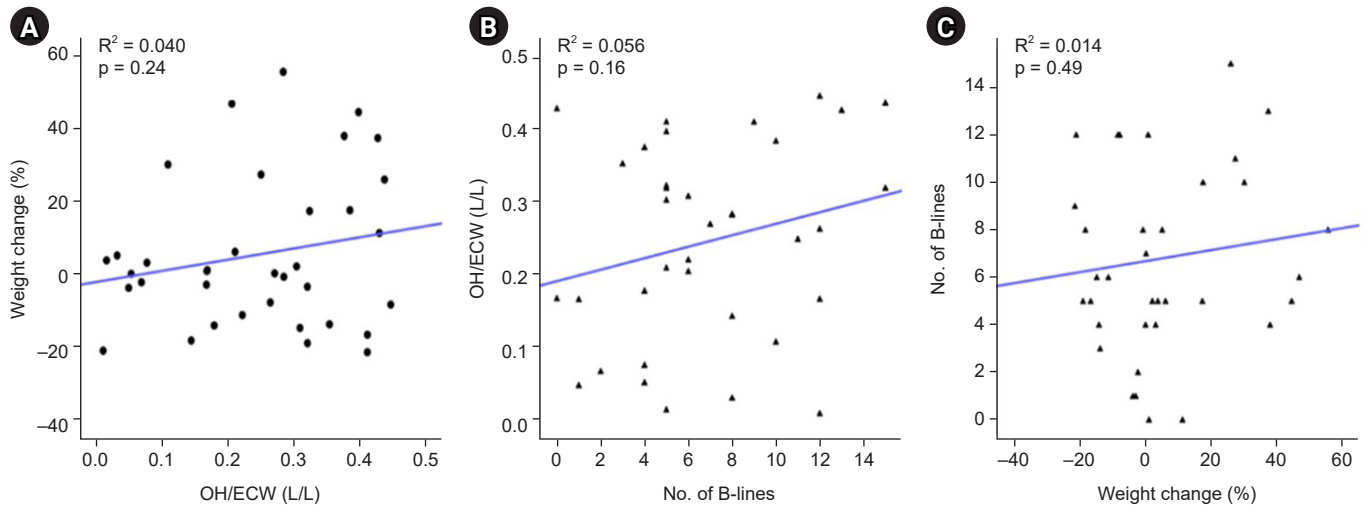 A
R² = 0.040
p = 0.24
Weight change (%)
60
40
20
0
–20
–40
0.0 0.1 0.2 0.3 0.4 0.5
OH/ECW (L/L)
B
R² = 0.056
p = 0.16
OH/ECW (L/L)
0.5
0.4
0.3
0.2
0.1
0.0
0 2 4 6 8 10 12 14
No. of B-lines
C
R² = 0.014
p = 0.49
No. of B-lines
14
12
10
8
6
4
2
0
–40 –20 0 20 40 60
Weight change (%)